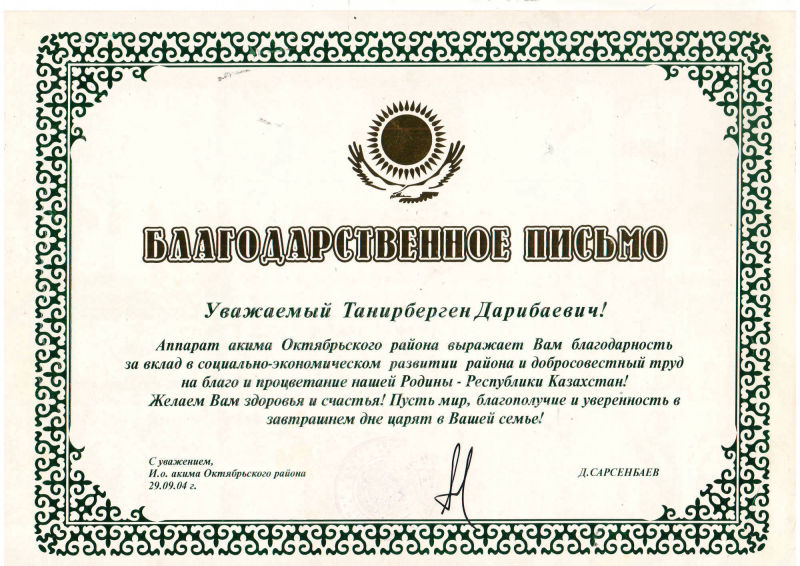 БЛАГОДАРСТВЕННОЕ ПИСЬМО
Уважаемый Танирберген Дарибаевич!
Аппарат акима Октябрьского района выражает Вам благодарность
за вклад в социально-экономическом развитии района и добросовестный труд
на благо и процветание нашей Родины - Республики Казахстан!
Желаем Вам здоровья и счастья! Пусть мир, благополучие и уверенность в
завтрашнем дне царят в Вашей семье!
С уважением,
И.о. акима Октябрьского района
29.09.04 г.
Д.САРСЕНБАЕВ